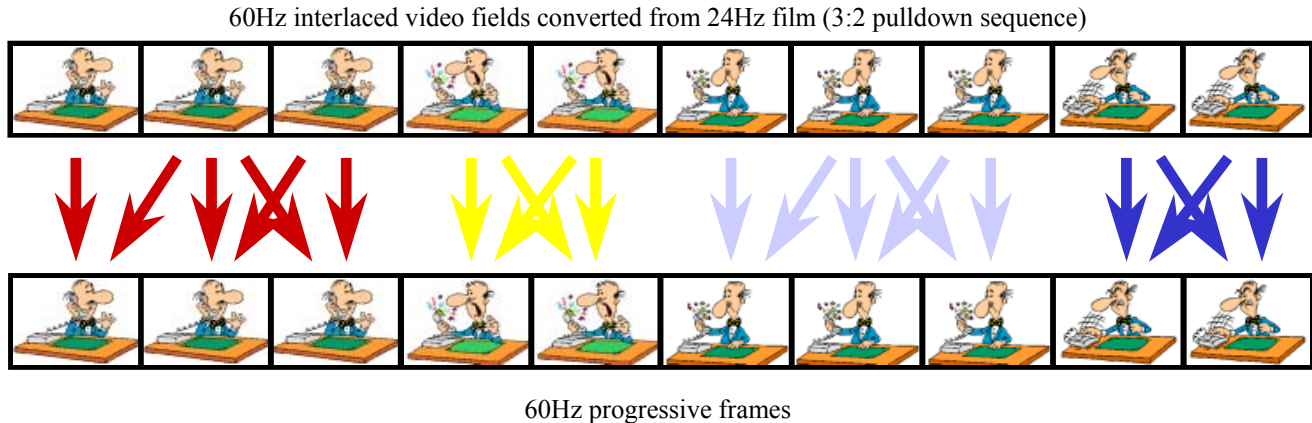 60Hz interlaced video fields converted from 24Hz film (3:2 pulldown sequence)
60Hz progressive frames